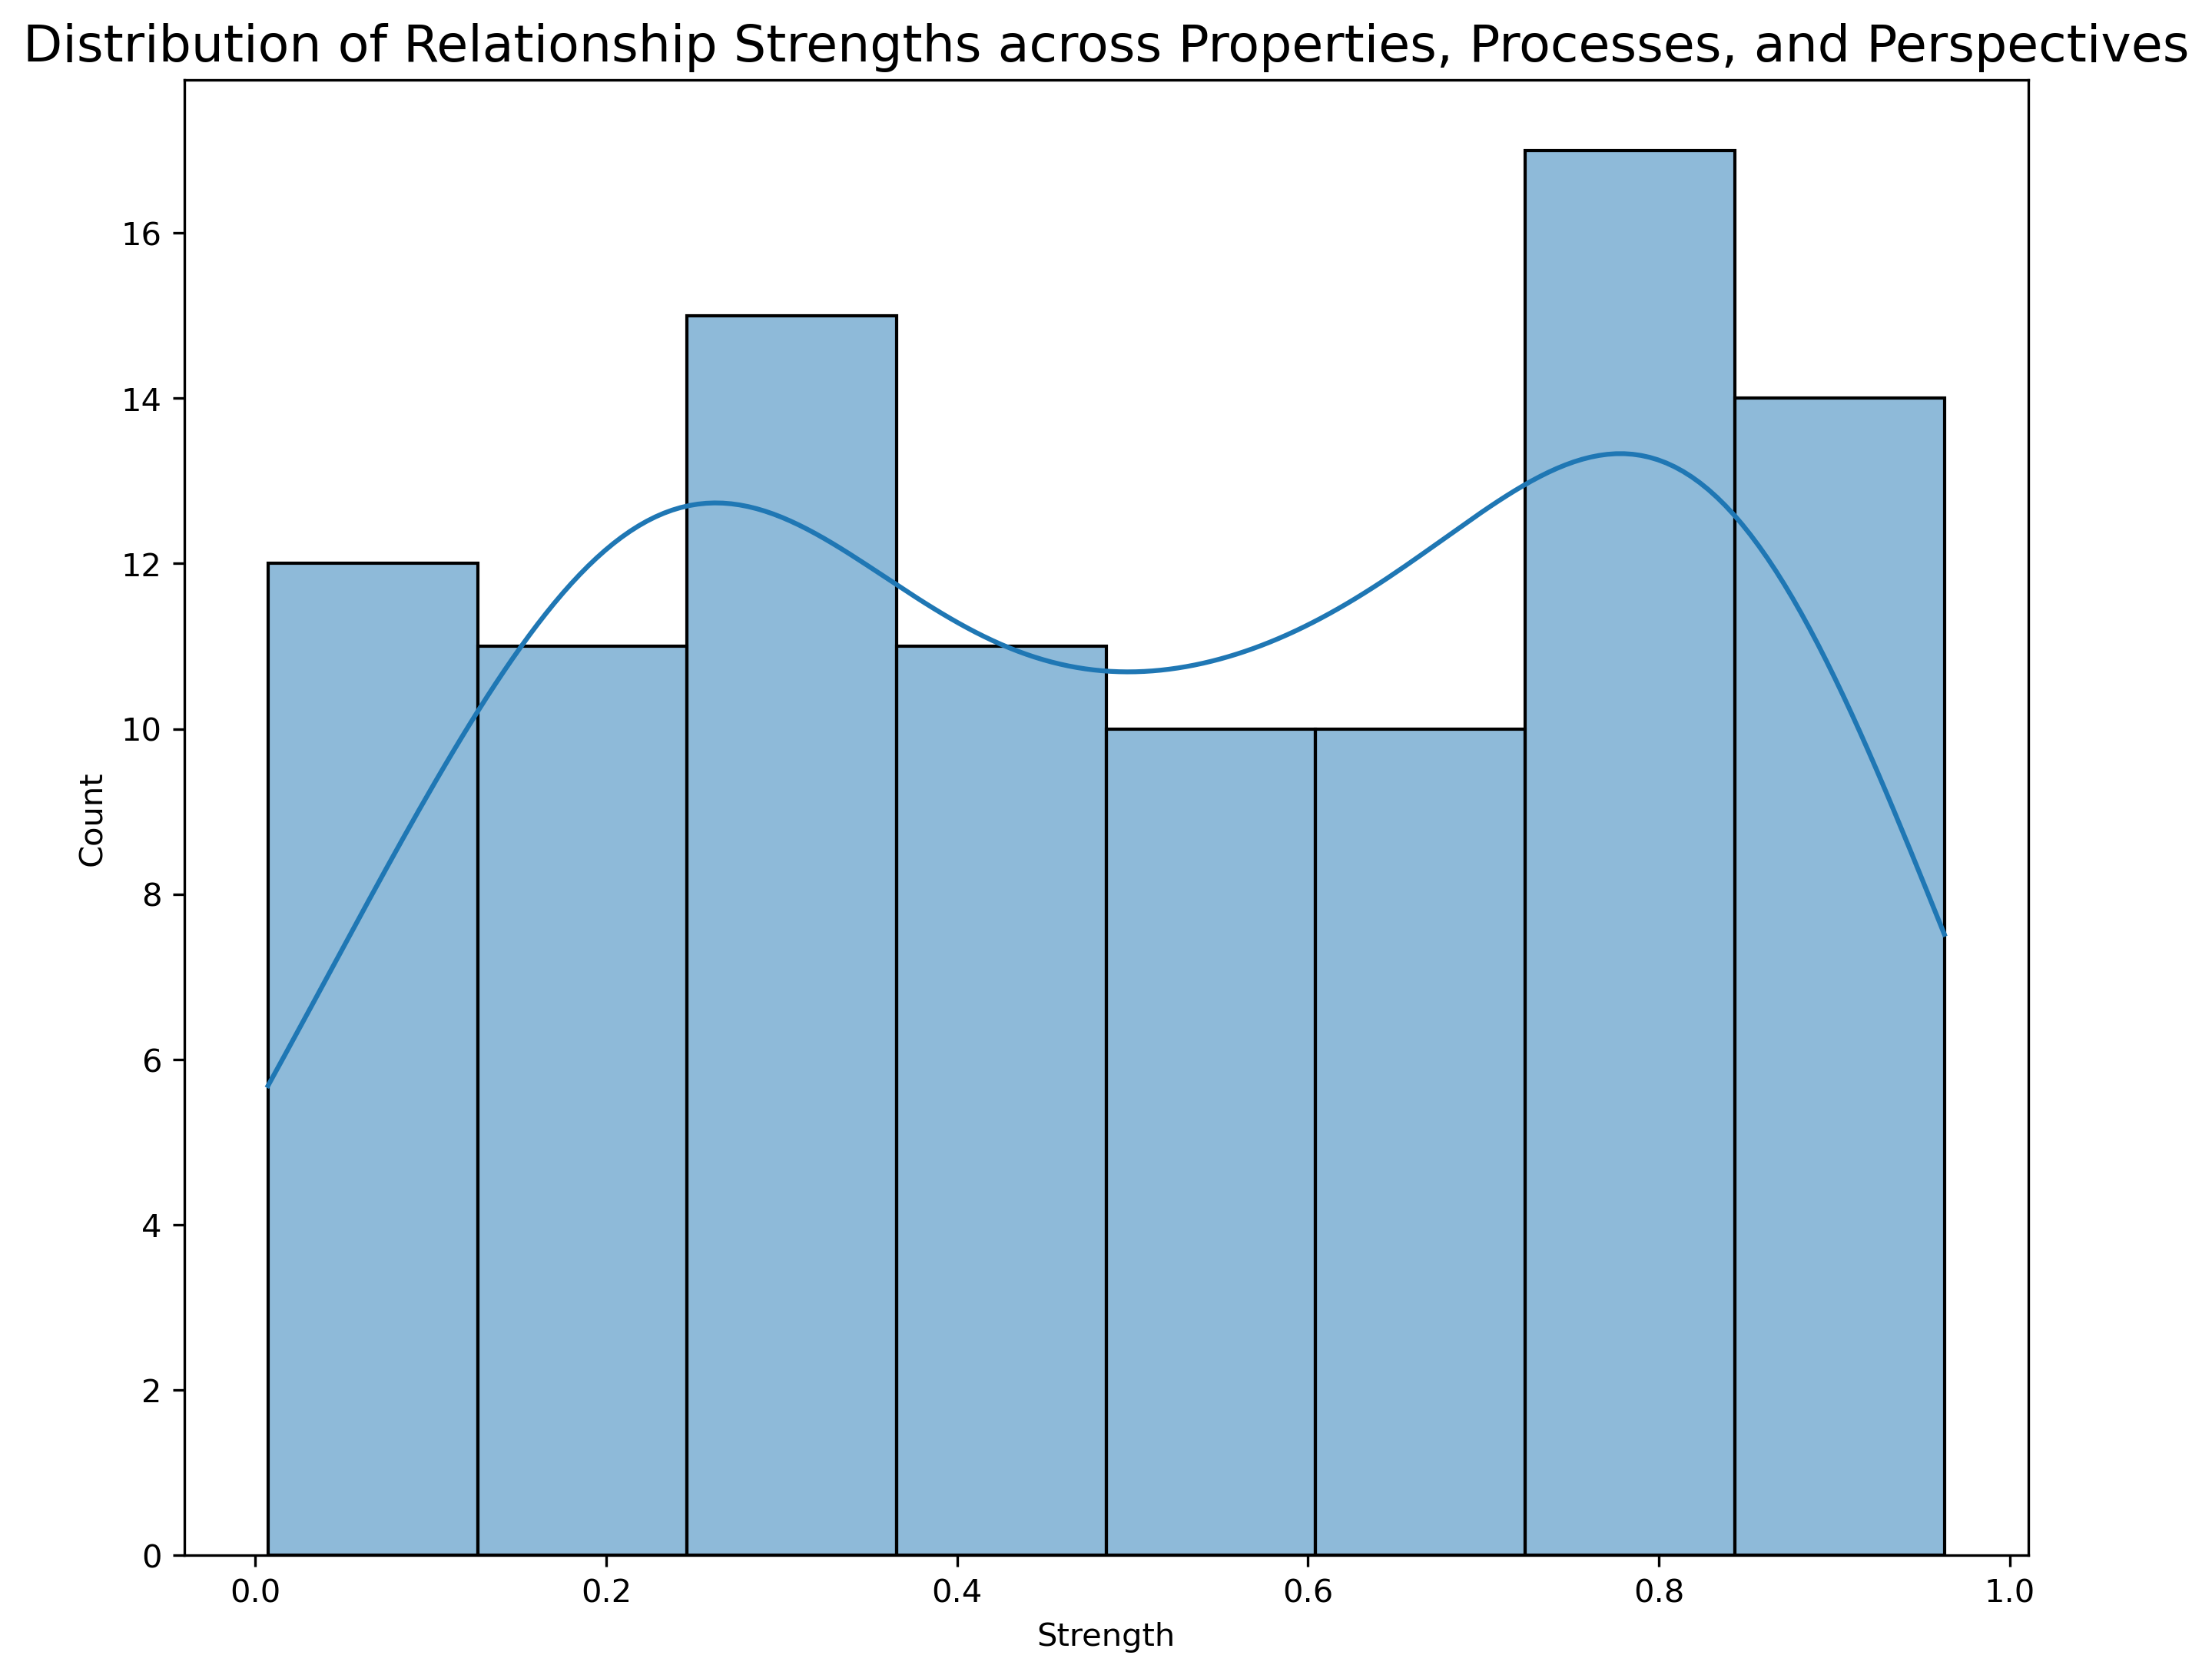 Distribution of Relationship Strengths across Properties, Processes, and Perspectives
16
14
12
10
8
6
4
2
0
Count
0.0 0.2 0.4 0.6 0.8 1.0
Strength